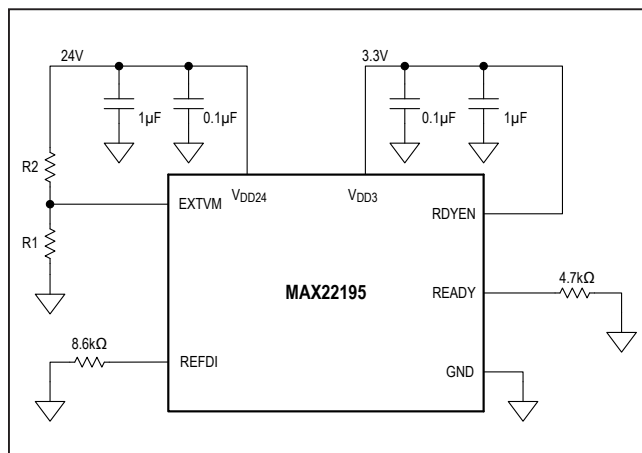 24V
3.3V
1µF
0.1µF
0.1µF
1µF
R2
EXTVM
VDD24
VDD3
RDYEN
R1
MAX22195
READY
4.7kΩ
8.6kΩ
REFDI
GND